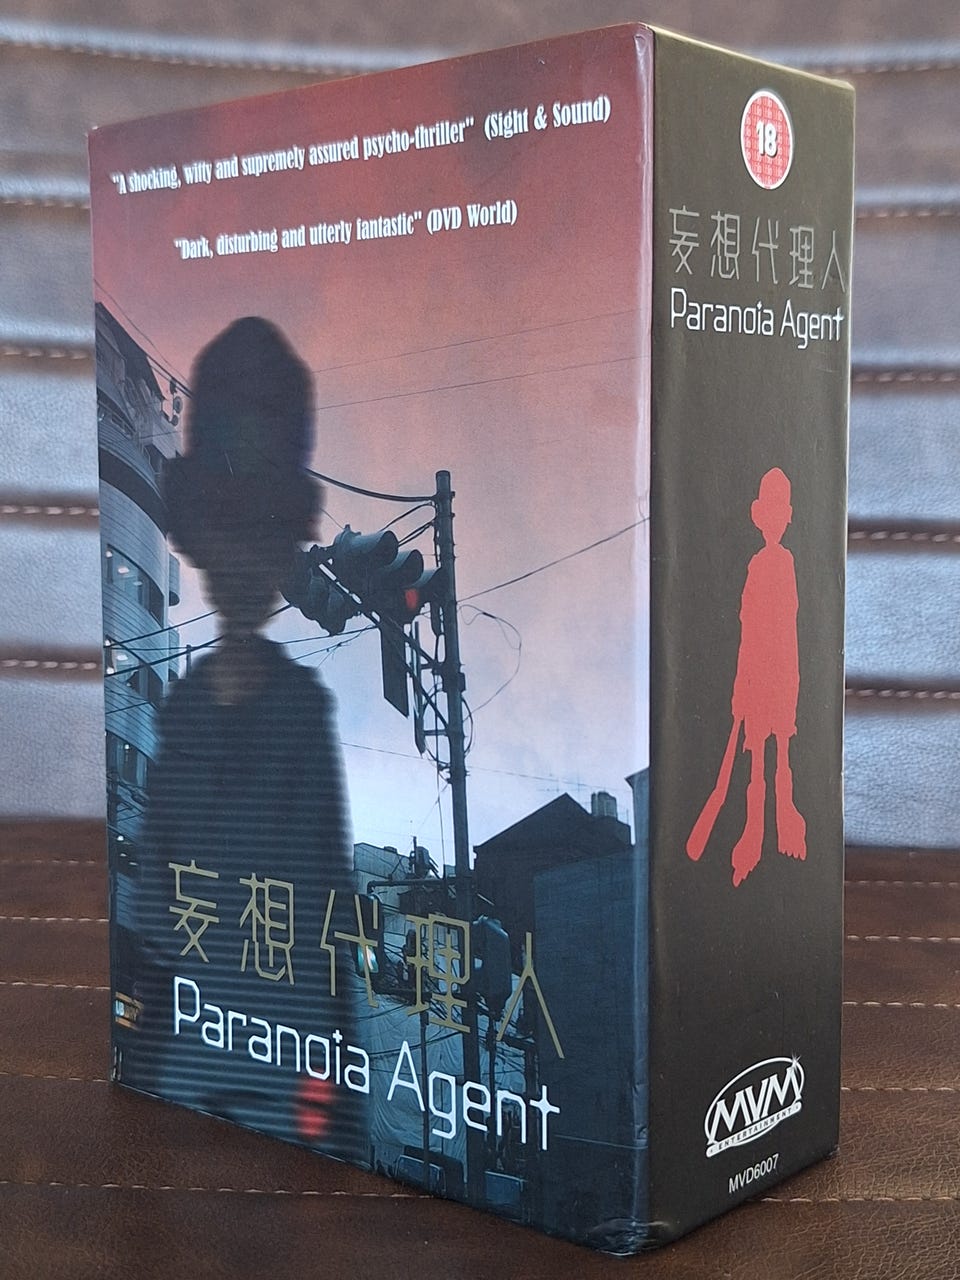 "A shocking, witty and supremely assured psycho-thriller" (Sight & Sound)
"Dark, disturbing and utterly fantastic" (DVD World)
妄想代理人
Paranoia Agent
18
妄想代理人
Paranoia Agent
MVM
ENTERTAINMENT
MVD6007